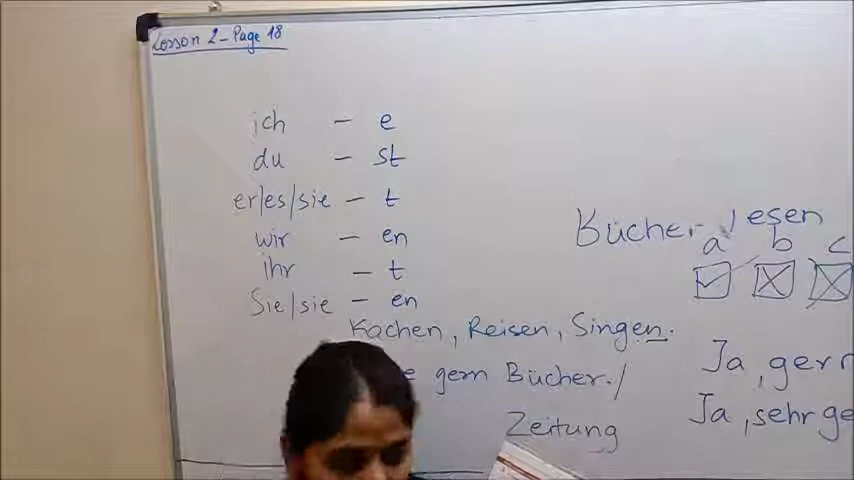 Lesson 2 - Page 18
ich - e
du - st
er/es/sie - t
wir - en
ihr - t
Sie/sie - en
Kochen, Reisen, Singen.
e gern Bücher./
Zeitung
Bücher lesen
a b c
Ja, gern
Ja, sehr ge